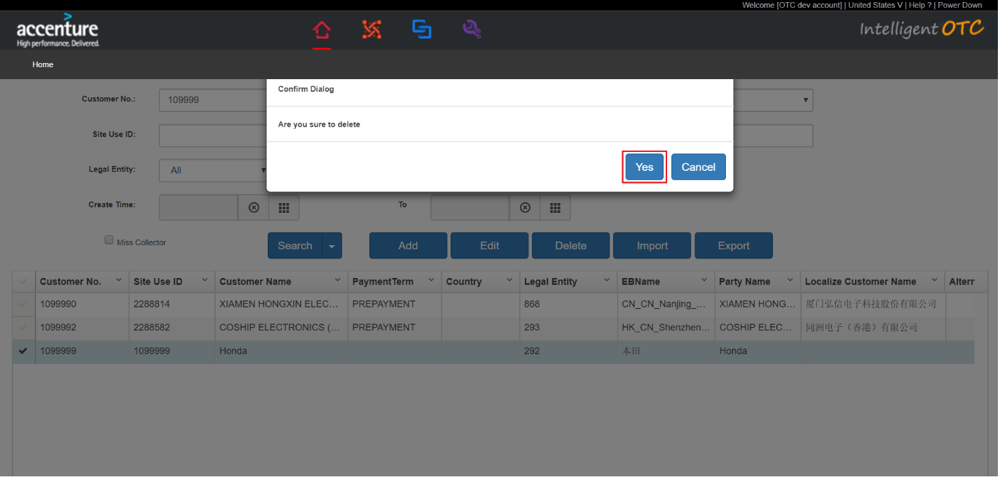 Welcome [OTC dev account] | United States V | Help ? | Power Down
accenture
High performance. Delivered.
Intelligent OTC
Home
Confirm Dialog
Customer No.: 109999
Are you sure to delete
Site Use ID:
Yes Cancel
Legal Entity: All
Create Time: To
Miss Collector Search Add Edit Delete Import Export
Customer No. Site Use ID Customer Name PaymentTerm Country Legal Entity EBName Party Name Localize Customer Name Alterr
1099990 2288814 XIAMEN HONGXIN ELEC... PREPAYMENT 868 CN_CN_Nanjing_... XIAMEN HONG... 厦门弘信电子科技股份有限公司
1099992 2288582 COSHIP ELECTRONICS (... PREPAYMENT 293 HK_CN_Shenzhen... COSHIP ELEC... 同洲电子（香港）有限公司
1099999 1099999 Honda 292 本田 Honda